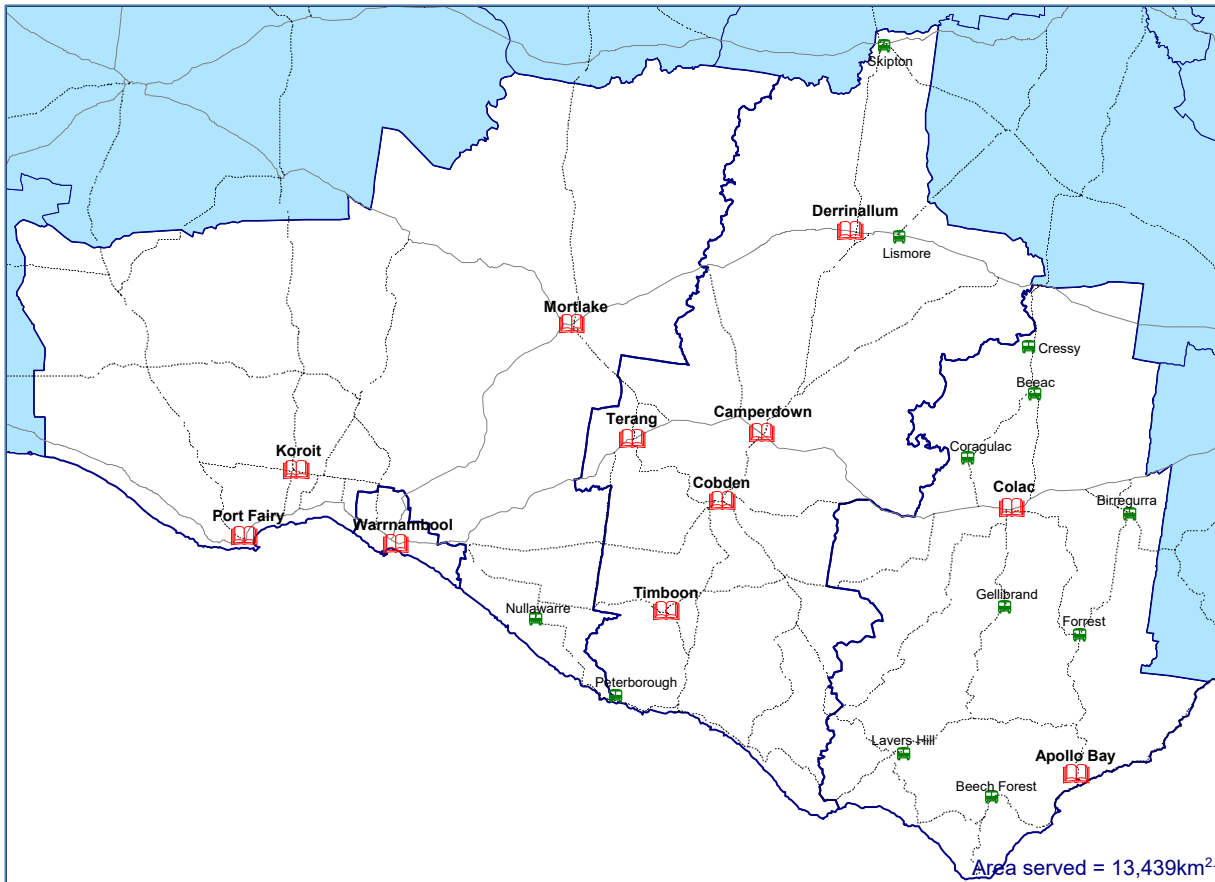 Skipton
Derrinallum
Lismore
Mortlake
Cressy
Beeac
Terang
Camperdown
Coragulac
Koroit
Cobden
Colac
Birregurra
Port Fairy
Warrnambool
Timboon
Gellibrand
Nullawarre
Forrest
Peterborough
Lavers Hill
Apollo Bay
Beech Forest
Area served = 13,439km².